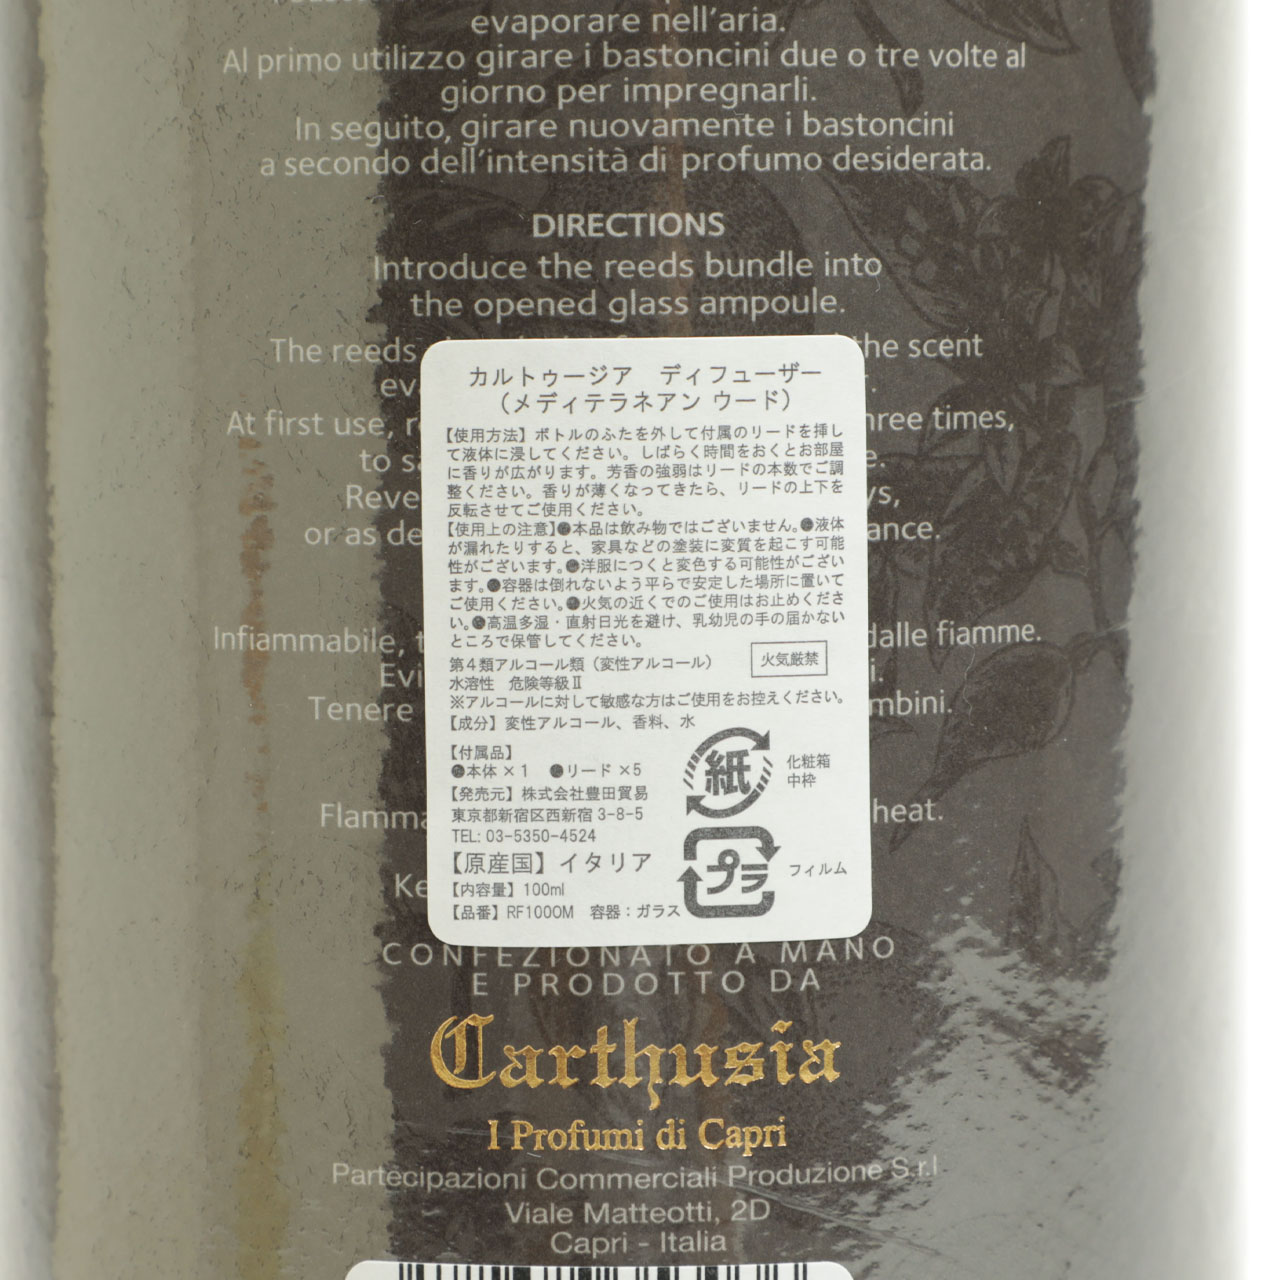 evaporare nell'aria.
Al primo utilizzo girare i bastoncini due o tre volte al
giorno per impregnarli.
In seguito, girare nuovamente i bastoncini
a secondo dell'intensità di profumo desiderata.
DIRECTIONS
Introduce the reeds bundle into
the opened glass ampoule.
The reeds the scent
At first use, three times,
or as
Infiammabile, dalle fiamme.
Tenere
heat.
カルトゥージア ディフューザー
（メディテラネアン ウード）
【使用方法】ボトルのふたを外して付属のリードを挿し
て液体に浸してください。しばらく時間をおくとお部屋
に香りが広がります。芳香の強弱はリードの本数でご調
整ください。香りが薄くなってきたら、リードの上下を
反転させてご使用ください。
【使用上の注意】●本品は飲み物ではございません。●液体
が漏れたりすると、家具などの塗装に変質を起こす可能
性がございます。●洋服につくと変色する可能性がござい
ます。●容器は倒れないよう平らで安定した場所に置いて
ご使用ください。●火気の近くでのご使用はお止めくださ
い。●高温多湿・直射日光を避け、乳幼児の手の届かない
ところで保管してください。
第4類アルコール類（変性アルコール） 火気厳禁
水溶性 危険等級Ⅱ
※アルコールに対して敏感な方はご使用をお控えください。
【成分】変性アルコール、香料、水
【付属品】
●本体×1 ●リード×5
【発売元】株式会社豊田貿易
東京都新宿区西新宿3-8-5
TEL: 03-5350-4524
【原産国】イタリア
【内容量】100ml
【品番】RF100OM 容器：ガラス
紙 化粧箱
中枠
プラ フィルム
CONFEZIONATO A MANO
E PRODOTTO DA
Carthusia
I Profumi di Capri
Partecipazioni Commerciali Produzione S.r.l
Viale Matteotti, 2D
Capri - Italia